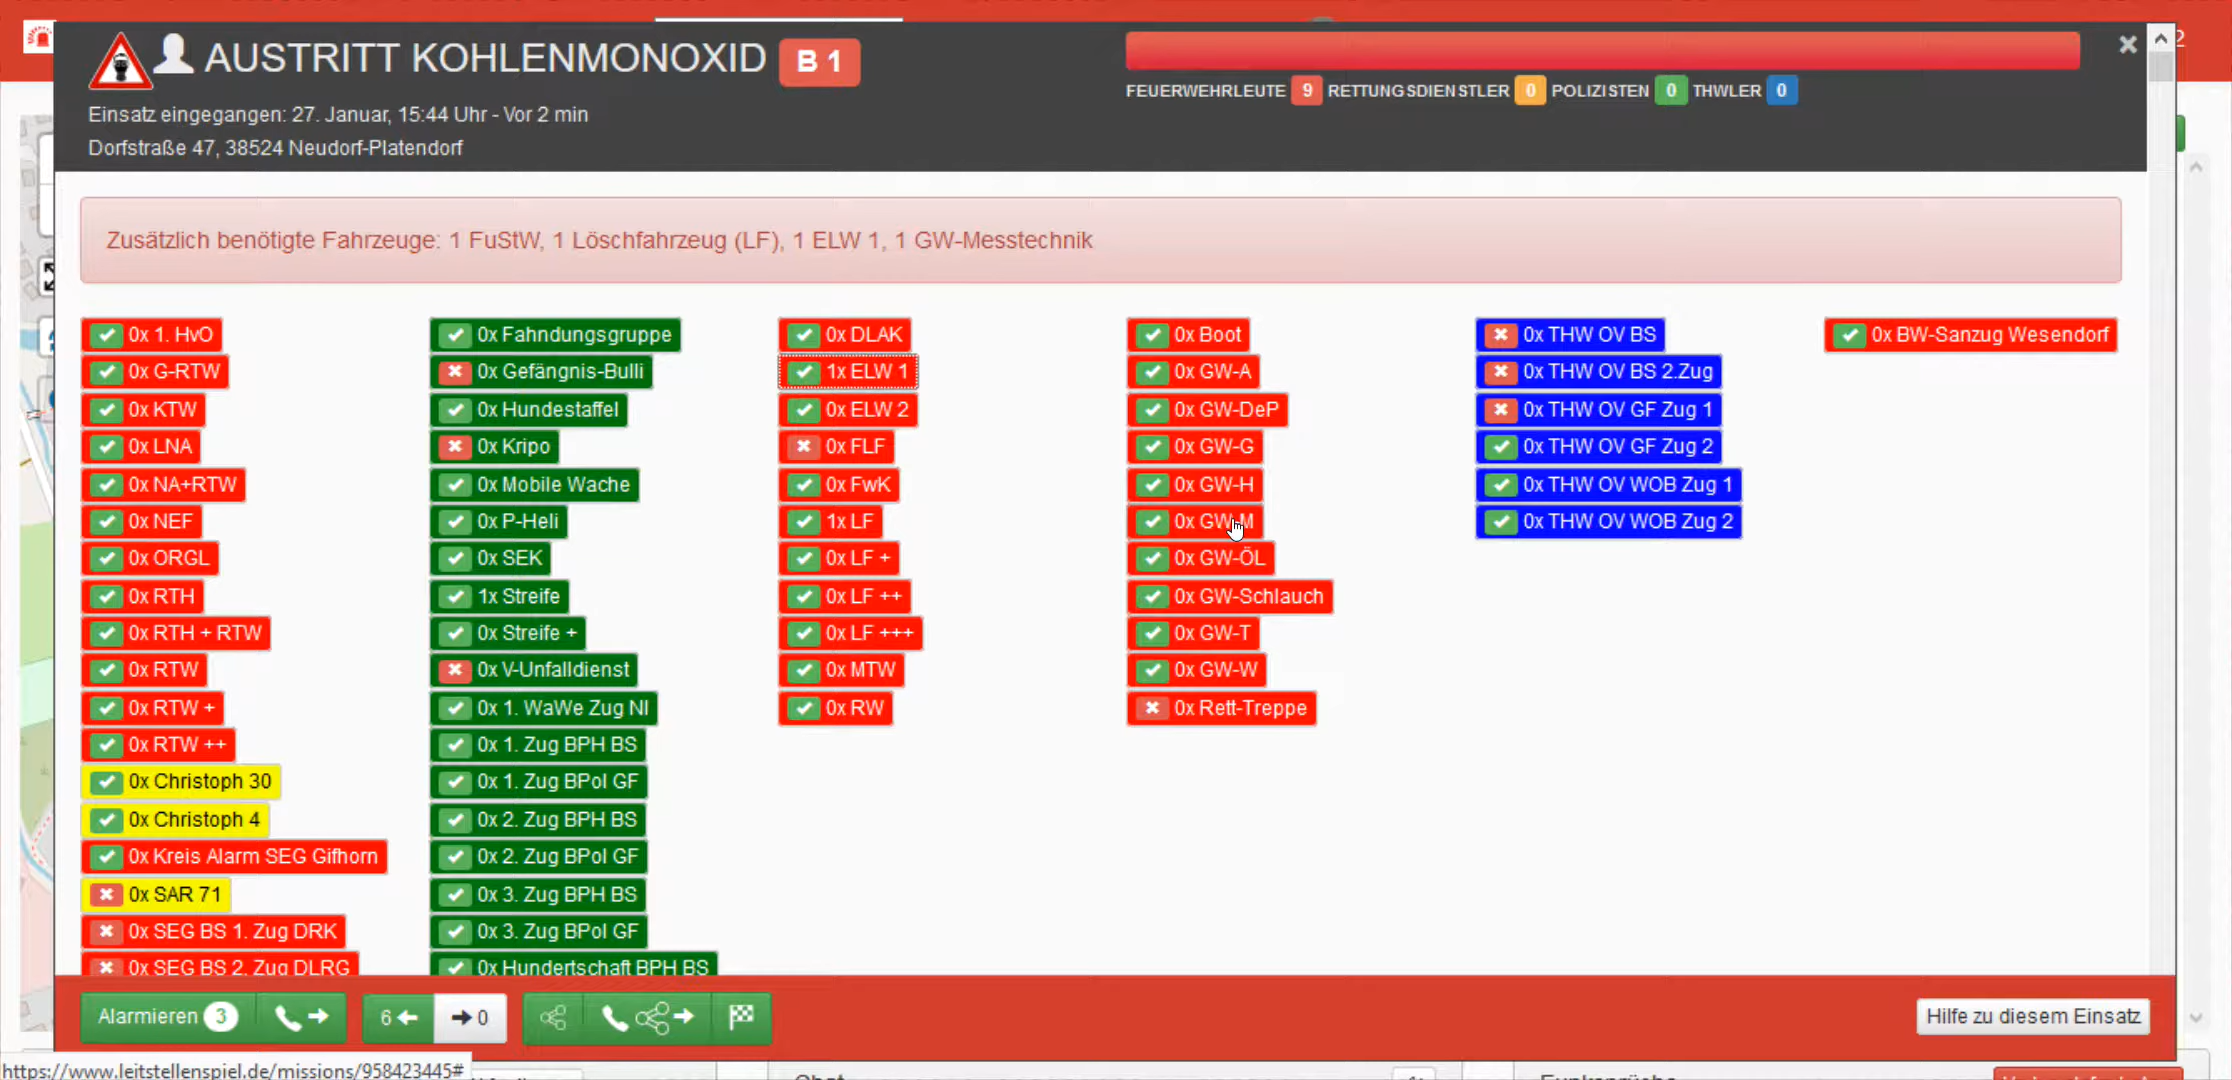 AUSTRITT KOHLENMONOXID B 1
Einsatz eingegangen: 27. Januar, 15:44 Uhr - Vor 2 min
Dorfstraße 47, 38524 Neudorf-Platendorf
FEUERWEHRLEUTE 9 RETTUNGSDIENSTLER 0 POLIZISTEN 0 THWLER 0
2
Zusätzlich benötigte Fahrzeuge: 1 FuStW, 1 Löschfahrzeug (LF), 1 ELW 1, 1 GW-Messtechnik
0x 1. HvO
0x G-RTW
0x KTW
0x LNA
0x NA+RTW
0x NEF
0x ORGL
0x RTH
0x RTH + RTW
0x RTW
0x RTW +
0x RTW ++
0x Christoph 30
0x Christoph 4
0x Kreis Alarm SEG Gifhorn
0x SAR 71
0x SEG BS 1. Zug DRK
0x SEG BS 2. Zug DLRG
0x Fahndungsgruppe
0x Gefängnis-Bulli
0x Hundestaffel
0x Kripo
0x Mobile Wache
0x P-Heli
0x SEK
1x Streife
0x Streife +
0x V-Unfalldienst
0x 1. WaWe Zug NI
0x 1. Zug BPH BS
0x 1. Zug BPol GF
0x 2. Zug BPH BS
0x 2. Zug BPol GF
0x 3. Zug BPH BS
0x 3. Zug BPol GF
0x Hundertschaft BPH BS
0x DLAK
1x ELW 1
0x ELW 2
0x FLF
0x FwK
1x LF
0x LF +
0x LF ++
0x LF +++
0x MTW
0x RW
0x Boot
0x GW-A
0x GW-DeP
0x GW-G
0x GW-H
0x GW-M
0x GW-ÖL
0x GW-Schlauch
0x GW-T
0x GW-W
0x Rett-Treppe
0x THW OV BS
0x THW OV BS 2.Zug
0x THW OV GF Zug 1
0x THW OV GF Zug 2
0x THW OV WOB Zug 1
0x THW OV WOB Zug 2
0x BW-Sanzug Wesendorf
Alarmieren 3
6
0
Hilfe zu diesem Einsatz
https://www.leitstellenspiel.de/missions/958423445#
Chat
Funksprüche